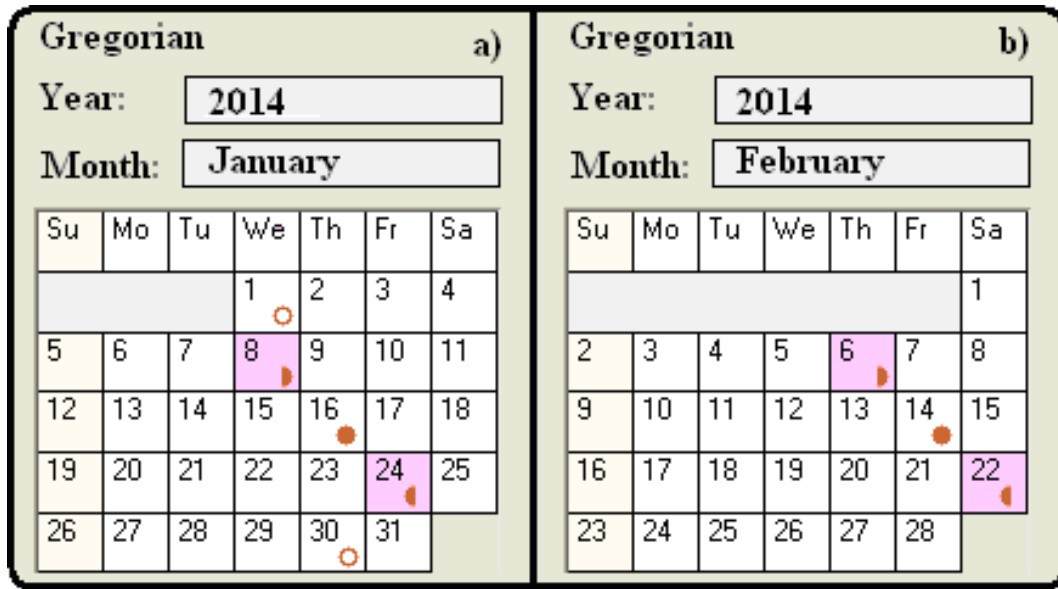 Gregorian a)
Year: 2014
Month: January
Su Mo Tu We Th Fr Sa
1 2 3 4
5 6 7 8 9 10 11
12 13 14 15 16 17 18
19 20 21 22 23 24 25
26 27 28 29 30 31
Gregorian b)
Year: 2014
Month: February
Su Mo Tu We Th Fr Sa
1
2 3 4 5 6 7 8
9 10 11 12 13 14 15
16 17 18 19 20 21 22
23 24 25 26 27 28